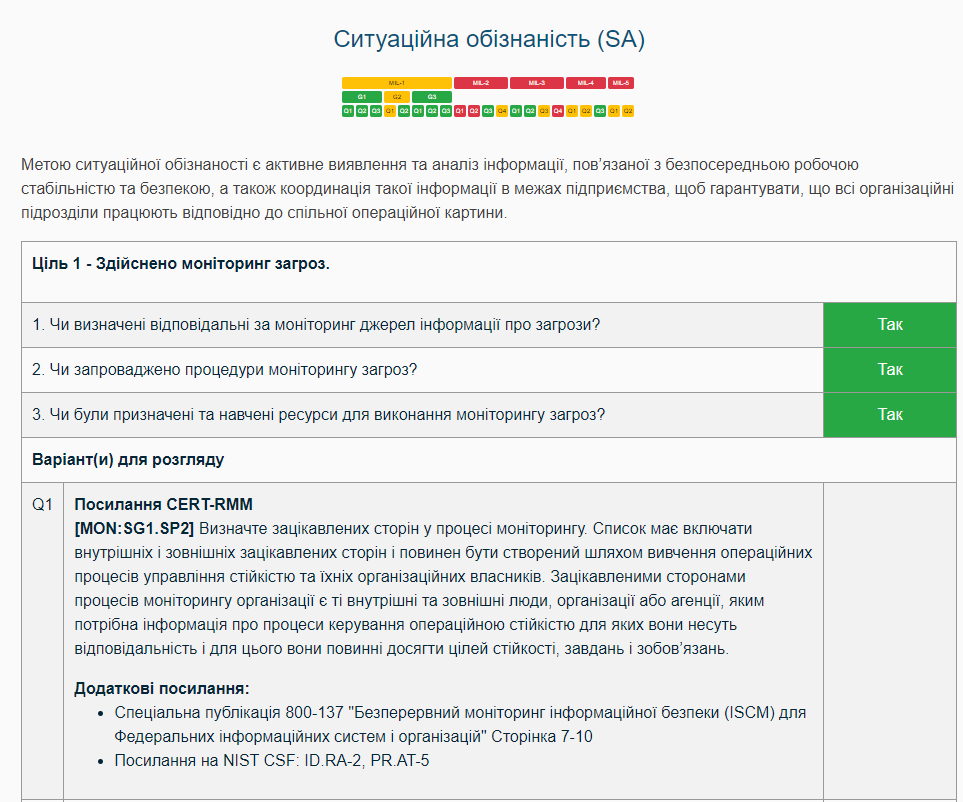 Ситуаційна обізнаність (SA)
MIL-1 MIL-2 MIL-3 MIL-4 MIL-5
G1 G2 G3
Q1 Q2 Q3 Q1 Q2 Q1 Q2 Q3 Q1 Q2 Q3 Q4 Q1 Q2 Q3 Q4 Q1 Q2 Q3 Q1 Q2
Метою ситуаційної обізнаності є активне виявлення та аналіз інформації, пов’язаної з безпосередньою робочою
стабільністю та безпекою, а також координація такої інформації в межах підприємства, щоб гарантувати, що всі організаційні
підрозділи працюють відповідно до спільної операційної картини.
Ціль 1 - Здійснено моніторинг загроз.
1. Чи визначені відповідальні за моніторинг джерел інформації про загрози? Так
2. Чи запроваджено процедури моніторингу загроз? Так
3. Чи були призначені та навчені ресурси для виконання моніторингу загроз? Так
Варіант(и) для розгляду
Q1 Посилання CERT-RMM
[MON:SG1.SP2] Визначте зацікавлених сторін у процесі моніторингу. Список має включати
внутрішніх і зовнішніх зацікавлених сторін і повинен бути створений шляхом вивчення операційних
процесів управління стійкістю та їхніх організаційних власників. Зацікавленими сторонами
процесів моніторингу організації є ті внутрішні та зовнішні люди, організації або агенції, яким
потрібна інформація про процеси керування операційною стійкістю для яких вони несуть
відповідальність і для цього вони повинні досягти цілей стійкості, завдань і зобов’язань.
Додаткові посилання:
• Спеціальна публікація 800-137 "Безперервний моніторинг інформаційної безпеки (ISCM) для
Федеральних інформаційних систем і організацій" Сторінка 7-10
• Посилання на NIST CSF: ID.RA-2, PR.AT-5